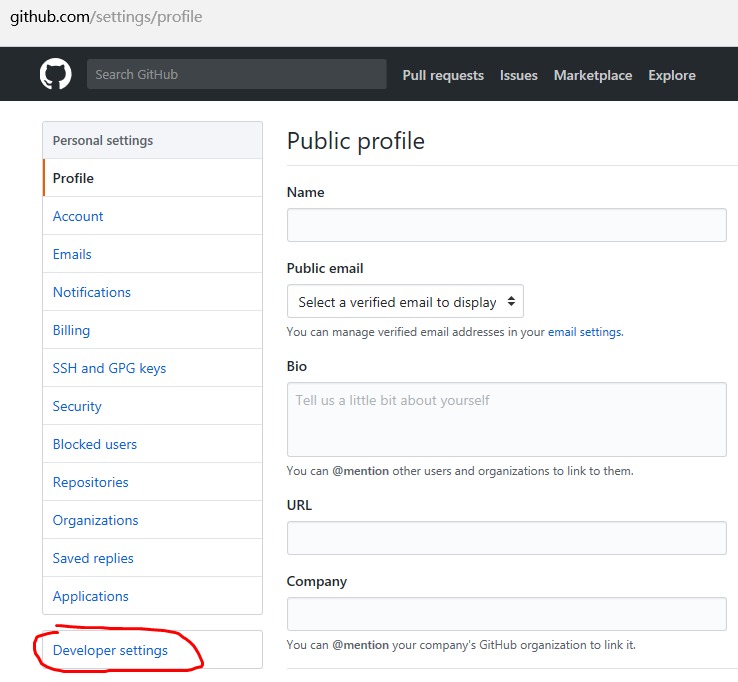 github.com/settings/profile
Search GitHub
Pull requests
Issues
Marketplace
Explore
Personal settings
Profile
Account
Emails
Notifications
Billing
SSH and GPG keys
Security
Blocked users
Repositories
Organizations
Saved replies
Applications
Developer settings
Public profile
Name
Public email
Select a verified email to display
You can manage verified email addresses in your email settings.
Bio
Tell us a little bit about yourself
You can @mention other users and organizations to link to them.
URL
Company
You can @mention your company's GitHub organization to link it.